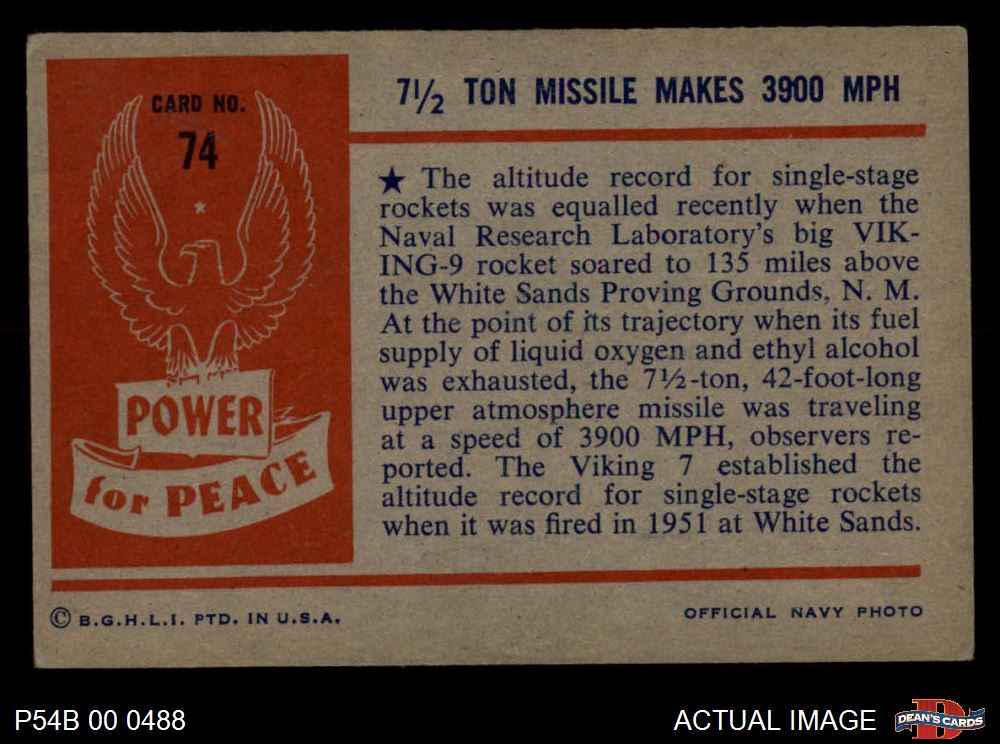 CARD NO.
74
POWER
for PEACE
7½ TON MISSILE MAKES 3900 MPH
★ The altitude record for single-stage
rockets was equalled recently when the
Naval Research Laboratory's big VIK-
ING-9 rocket soared to 135 miles above
the White Sands Proving Grounds, N. M.
At the point of its trajectory when its fuel
supply of liquid oxygen and ethyl alcohol
was exhausted, the 7½-ton, 42-foot-long
upper atmosphere missile was traveling
at a speed of 3900 MPH, observers re-
ported. The Viking 7 established the
altitude record for single-stage rockets
when it was fired in 1951 at White Sands.
© B.G.H.L.I. PTD. IN U.S.A.
OFFICIAL NAVY PHOTO
P54B 00 0488
ACTUAL IMAGE
D
DEAN'S CARDS